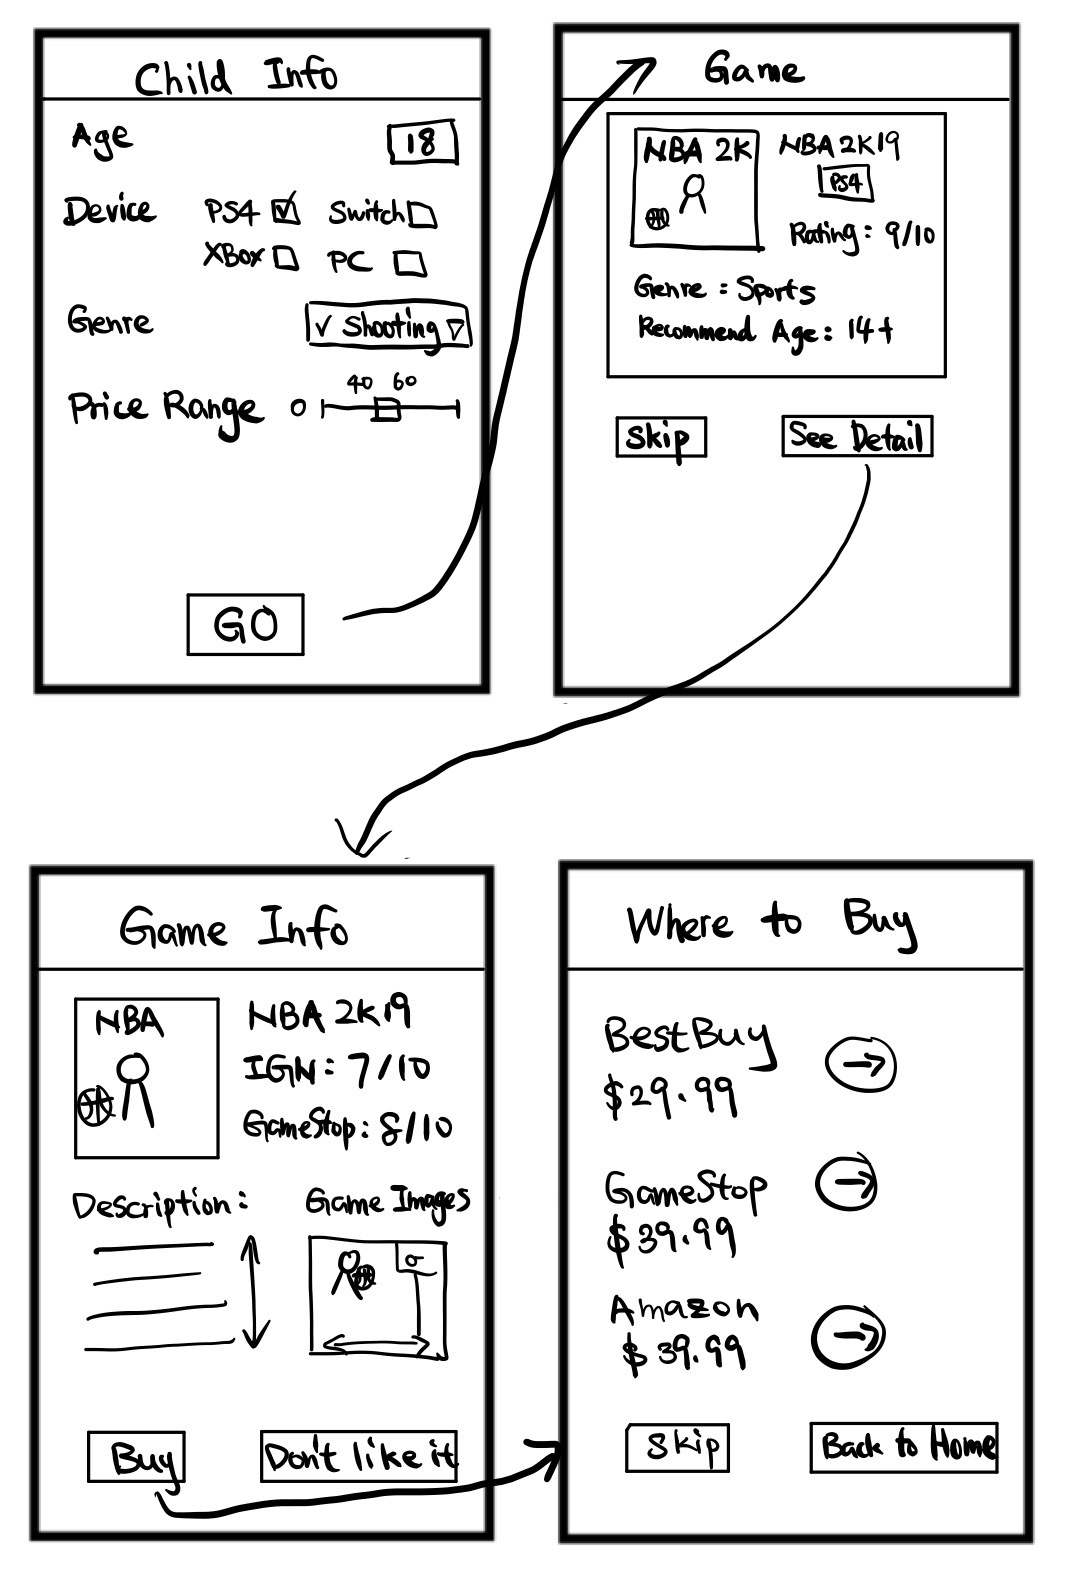 Child Info
Age 18
Device PS4 Switch
XBox PC
Genre Shooting
40 60
Price Range 0
GO
Game
NBA 2K NBA 2K19
PS4
Rating: 9/10
Genre: Sports
Recommend Age: 14+
Skip See Detail
Game Info
NBA NBA 2K19
IGN: 7/10
GameStop: 8/10
Description: Game Images
Buy Don't like it
Where to Buy
BestBuy
$29.99
GameStop
$39.99
Amazon
$39.99
Skip Back to Home